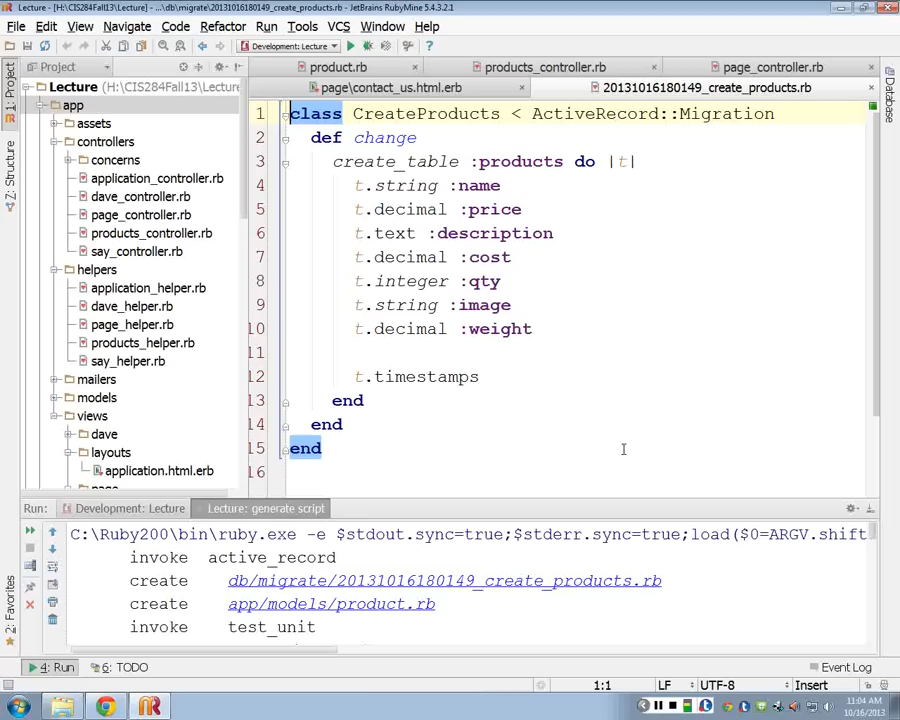 Lecture - [H:\CIS284Fall13\Lecture] - ...\db\migrate\20131016180149_create_products.rb - JetBrains RubyMine 5.4.3.2.1
File Edit View Navigate Code Refactor Run Tools VCS Window Help
Development: Lecture
Project
product.rb products_controller.rb page_controller.rb
page\contact_us.html.erb 20131016180149_create_products.rb
1: Project
Z: Structure
2: Favorites
Database
Lecture (H:\CIS284Fall13\Lecture
app
assets
controllers
concerns
application_controller.rb
dave_controller.rb
page_controller.rb
products_controller.rb
say_controller.rb
helpers
application_helper.rb
dave_helper.rb
page_helper.rb
products_helper.rb
say_helper.rb
mailers
models
views
dave
layouts
application.html.erb
1 class CreateProducts < ActiveRecord::Migration
2 def change
3 create_table :products do |t|
4 t.string :name
5 t.decimal :price
6 t.text :description
7 t.decimal :cost
8 t.integer :qty
9 t.string :image
10 t.decimal :weight
11
12 t.timestamps
13 end
14 end
15 end
16
Run: Development: Lecture Lecture: generate script
C:\Ruby200\bin\ruby.exe -e $stdout.sync=true;$stderr.sync=true;load($0=ARGV.shift
invoke active_record
create db/migrate/20131016180149_create_products.rb
create app/models/product.rb
invoke test_unit
4: Run 6: TODO Event Log
1:1 LF UTF-8 Insert
11:04 AM
10/16/2013